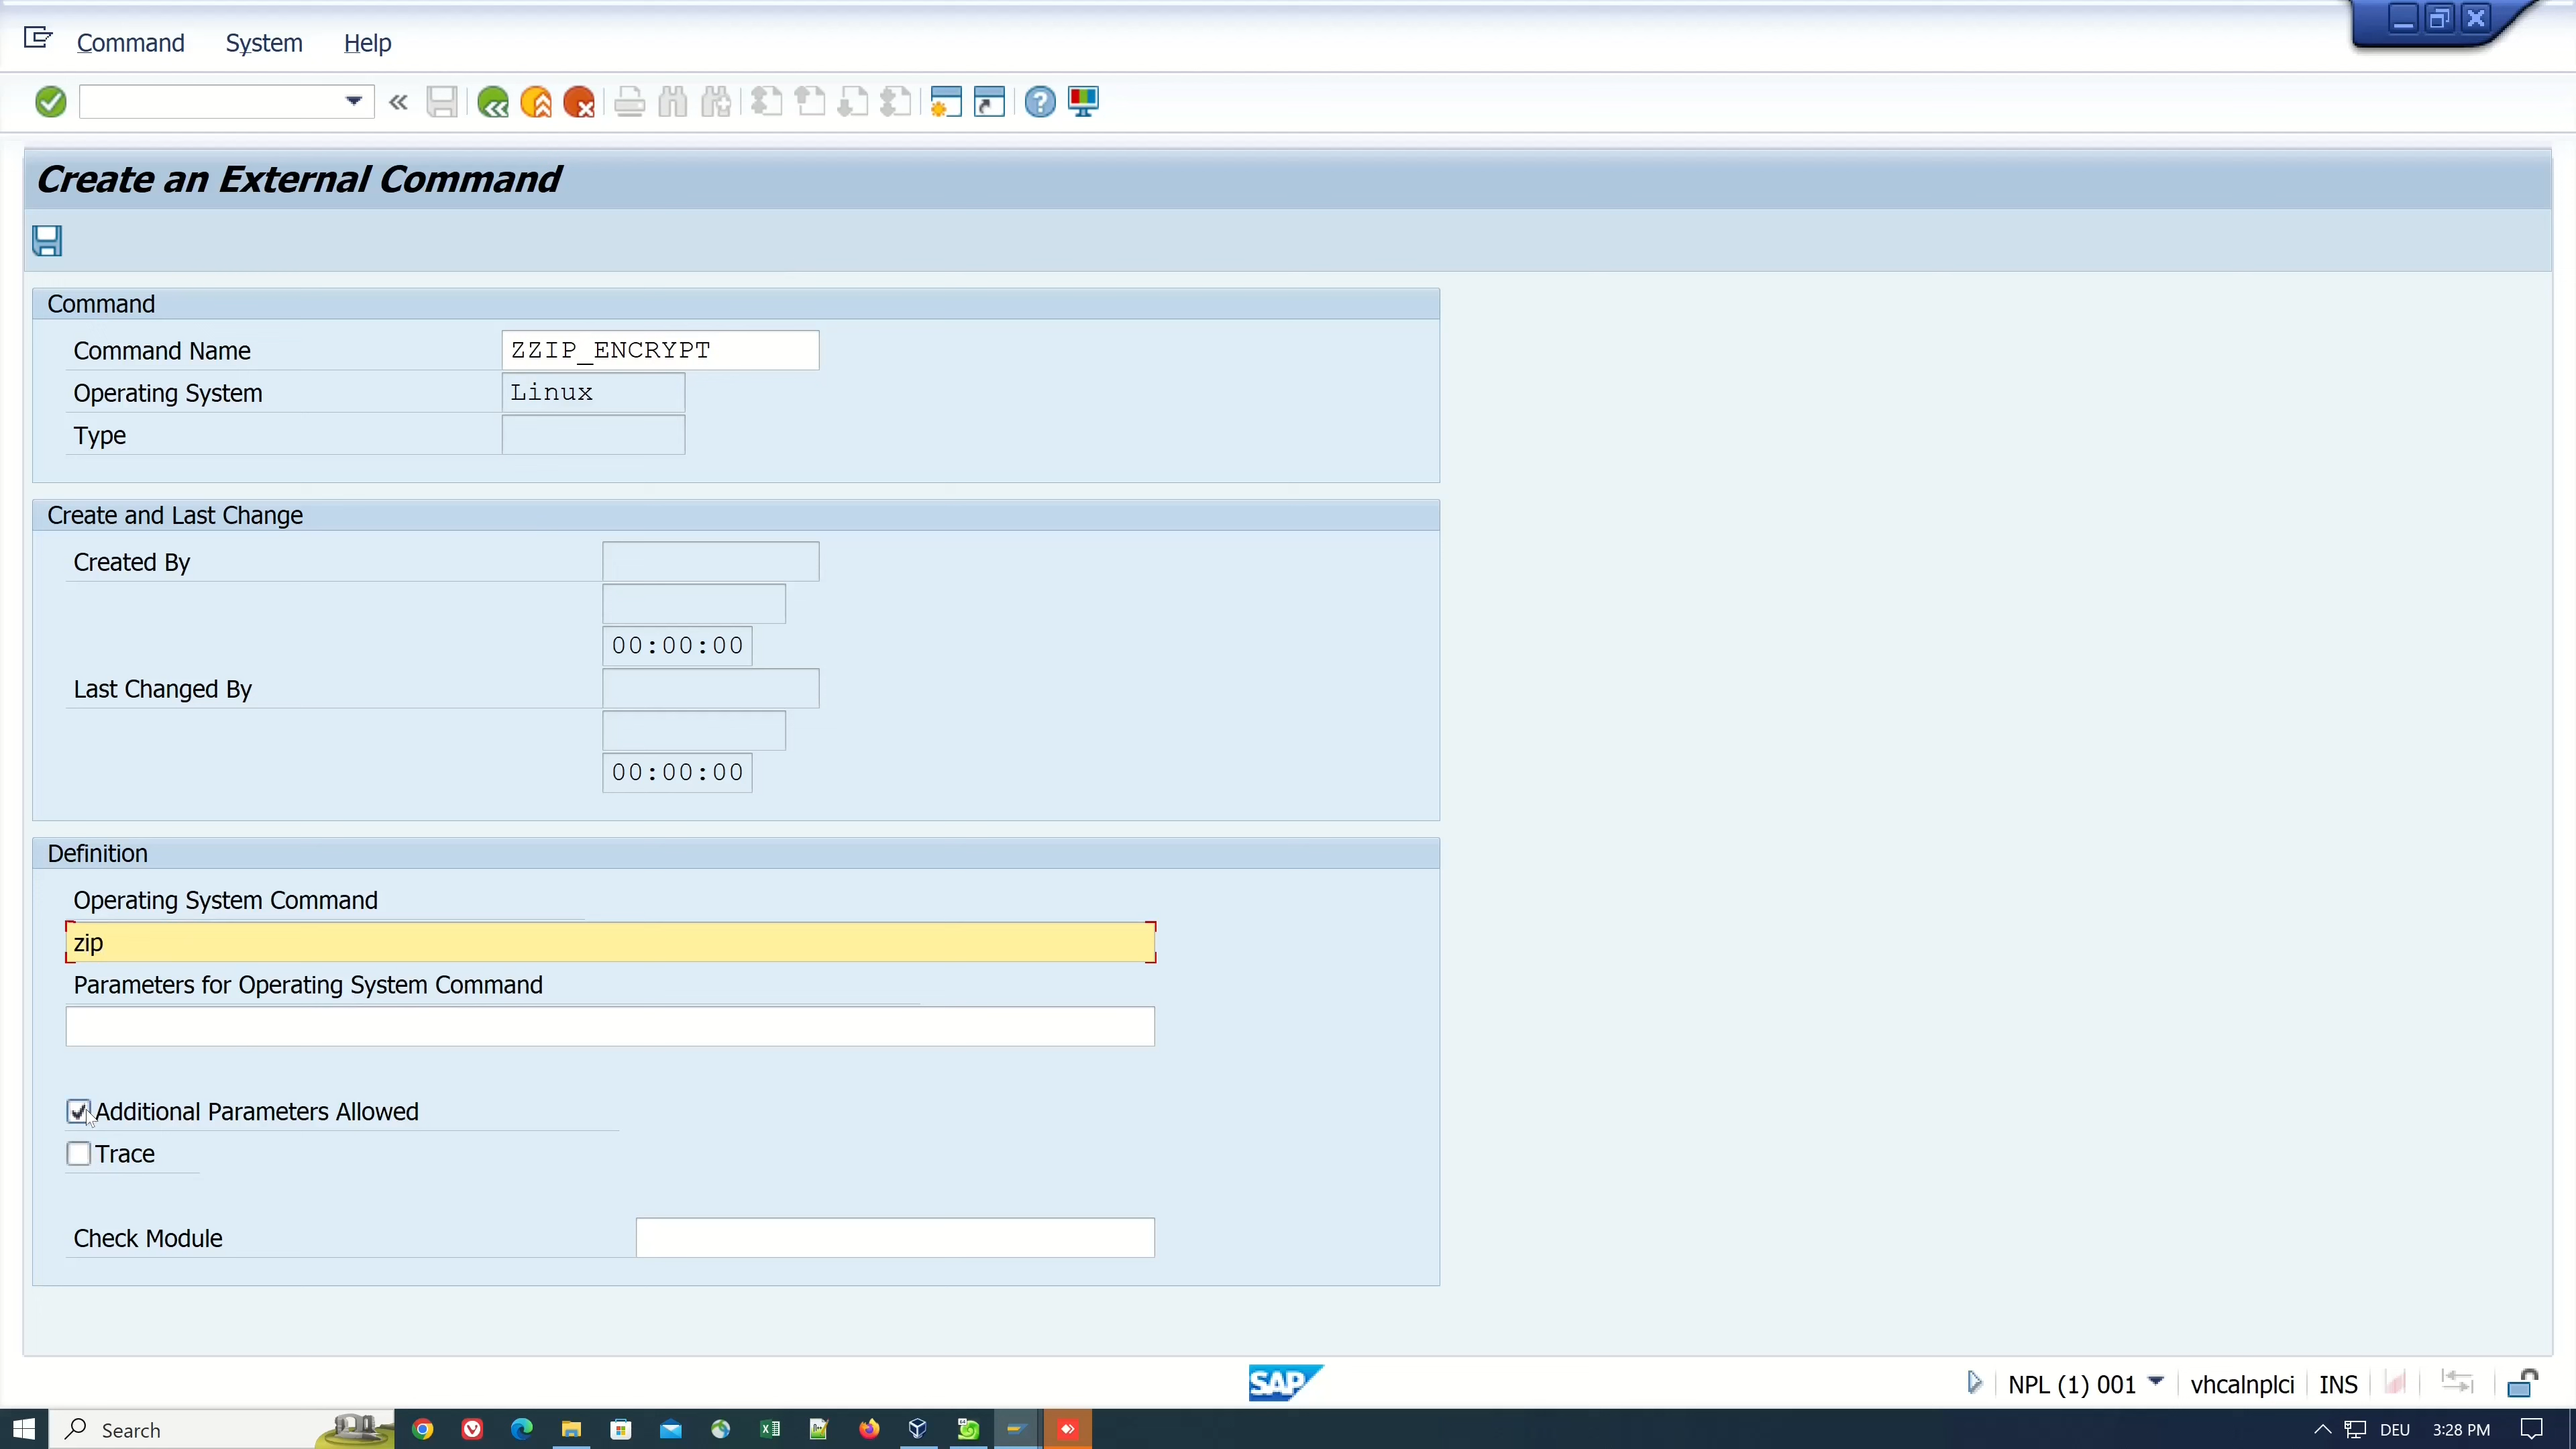 Command System Help
Create an External Command
Command
Command Name ZZIP_ENCRYPT
Operating System Linux
Type
Create and Last Change
Created By
00:00:00
Last Changed By
00:00:00
Definition
Operating System Command
zip
Parameters for Operating System Command
Additional Parameters Allowed
Trace
Check Module
SAP
NPL (1) 001 vhcalnplci INS
Search
DEU 3:28 PM